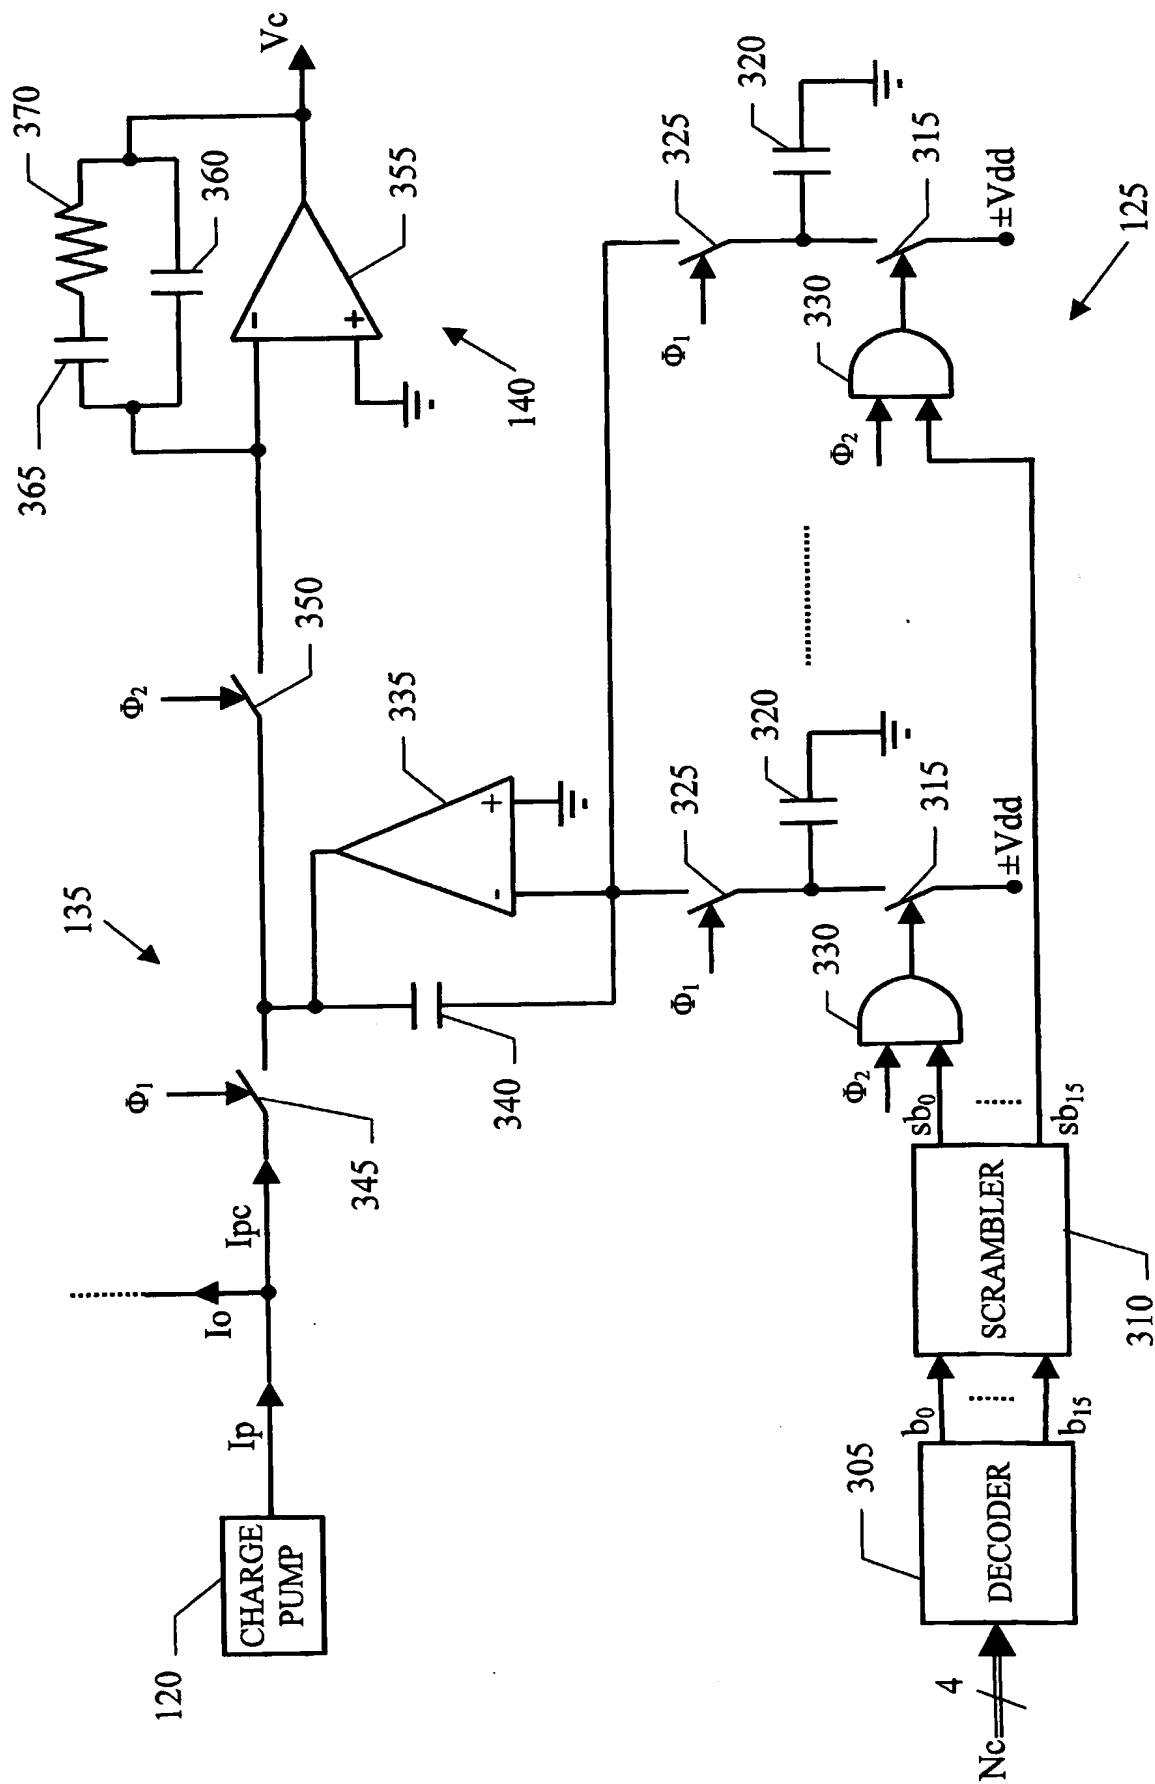 120
CHARGE
PUMP
Ip
Io
Ipc
Φ1
345
135
340
335
-
+
Φ2
350
365
370
360
-
+
355
140
Vc
Nc
4
305
DECODER
b0
b15
310
SCRAMBLER
sb0
sb15
Φ2
330
Φ1
325
320
315
±Vdd
Φ2
330
Φ1
325
320
315
±Vdd
125